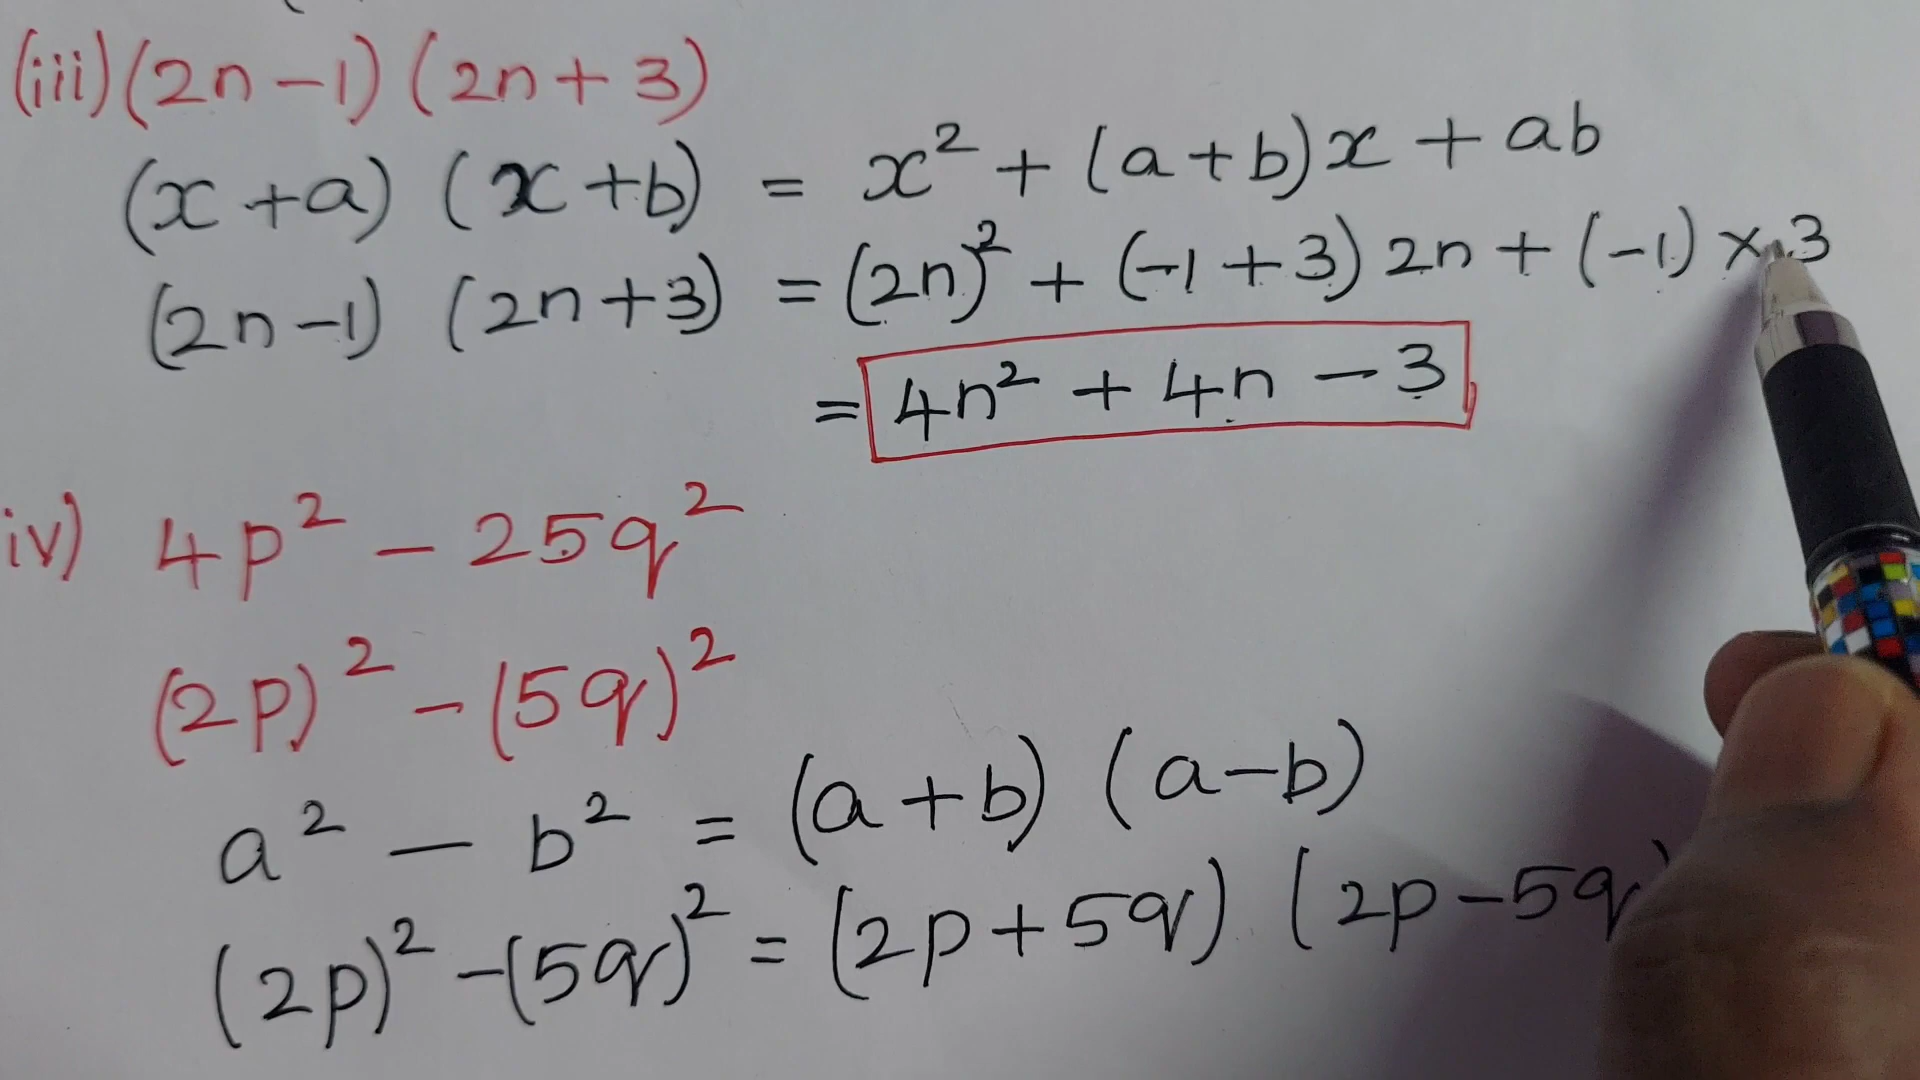 (iii) (2n - 1) (2n + 3)
(x + a) (x + b) = x² + (a + b)x + ab
(2n - 1) (2n + 3) = (2n)² + (-1 + 3) 2n + (-1) × 3
= 4n² + 4n - 3
iv) 4p² - 25q²
(2p)² - (5q)²
a² - b² = (a + b) (a - b)
(2p)² - (5q)² = (2p + 5q) (2p - 5q)